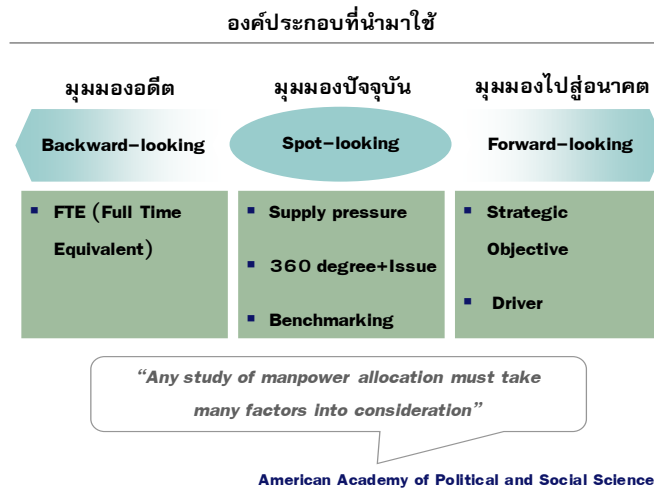 องค์ประกอบที่นำมาใช้
มุมมองอดีต
Backward-looking
▪ FTE (Full Time
Equivalent)
มุมมองปัจจุบัน
Spot-looking
▪ Supply pressure
▪ 360 degree+Issue
▪ Benchmarking
มุมมองไปสู่อนาคต
Forward-looking
▪ Strategic
Objective
▪ Driver
“Any study of manpower allocation must take
many factors into consideration”
American Academy of Political and Social Science